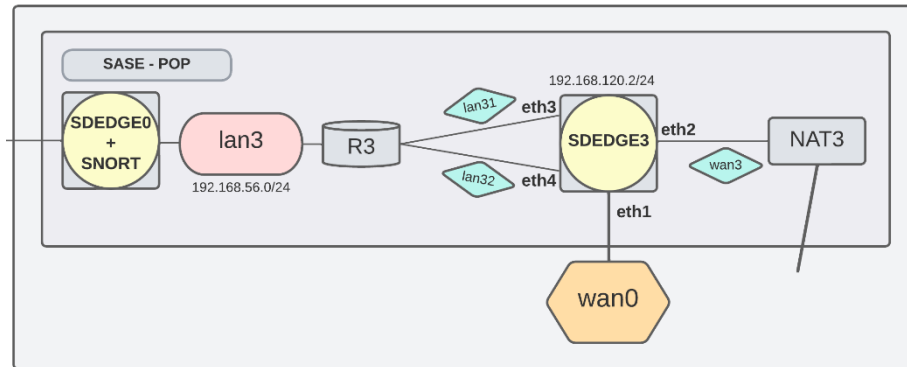 SASE - POP
SDEDGE0
+
SNORT
lan3
192.168.56.0/24
R3
lan31
eth3
lan32
eth4
192.168.120.2/24
SDEDGE3
eth2
wan3
NAT3
eth1
wan0